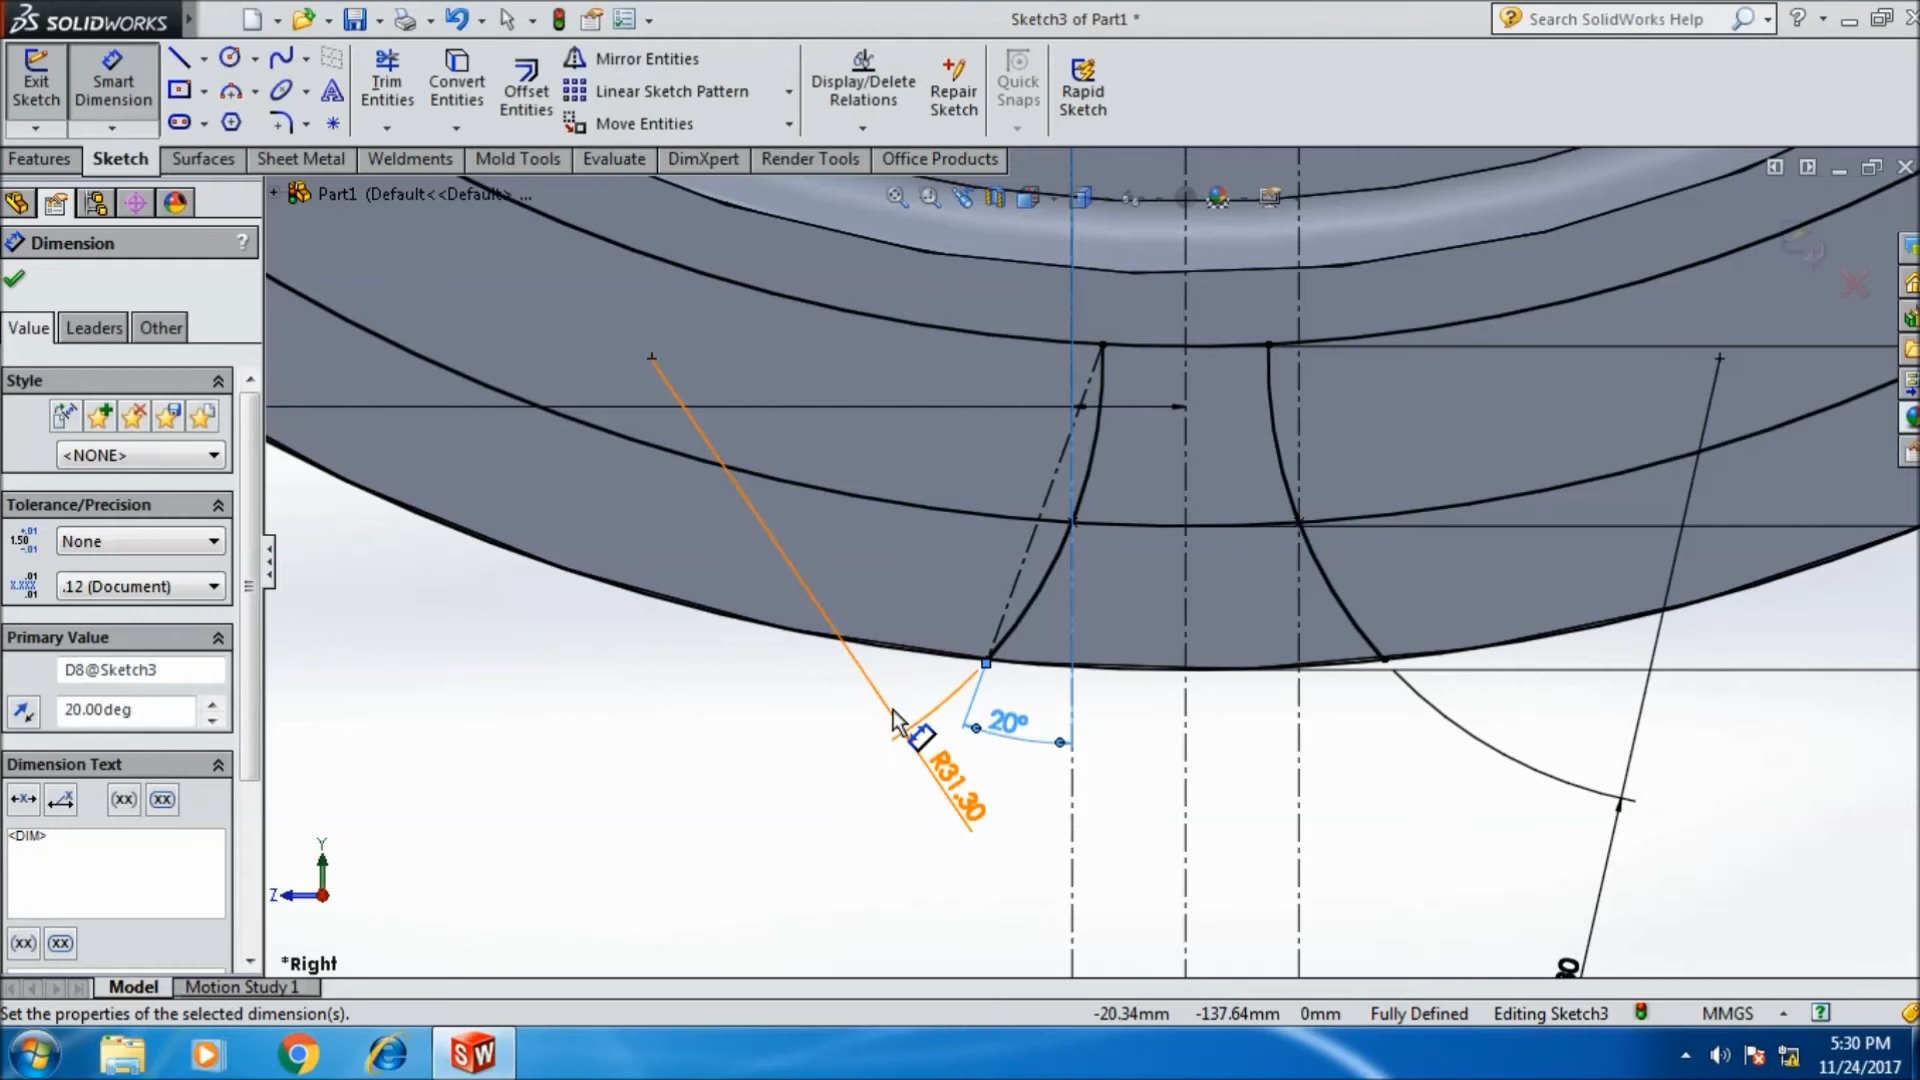 SOLIDWORKS
Sketch3 of Part1 *
Search SolidWorks Help
Exit Sketch
Smart Dimension
Trim Entities
Convert Entities
Offset Entities
Mirror Entities
Linear Sketch Pattern
Move Entities
Display/Delete Relations
Repair Sketch
Quick Snaps
Rapid Sketch
Features Sketch Surfaces Sheet Metal Weldments Mold Tools Evaluate DimXpert Render Tools Office Products
Part1 (Default<<Default> ...
Dimension ?
Value Leaders Other
Style
<NONE>
Tolerance/Precision
None
.12 (Document)
Primary Value
D8@Sketch3
20.00deg
Dimension Text
(xx) (xx)
<DIM>
(xx) (xx)
20°
R31.30
Y
Z
*Right
Model Motion Study 1
Set the properties of the selected dimension(s). -20.34mm -137.64mm 0mm Fully Defined Editing Sketch3 MMGS
SW
5:30 PM
11/24/2017